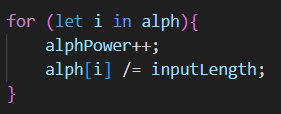 for (let i in alph){
    alphPower++;
    alph[i] /= inputLength;
}